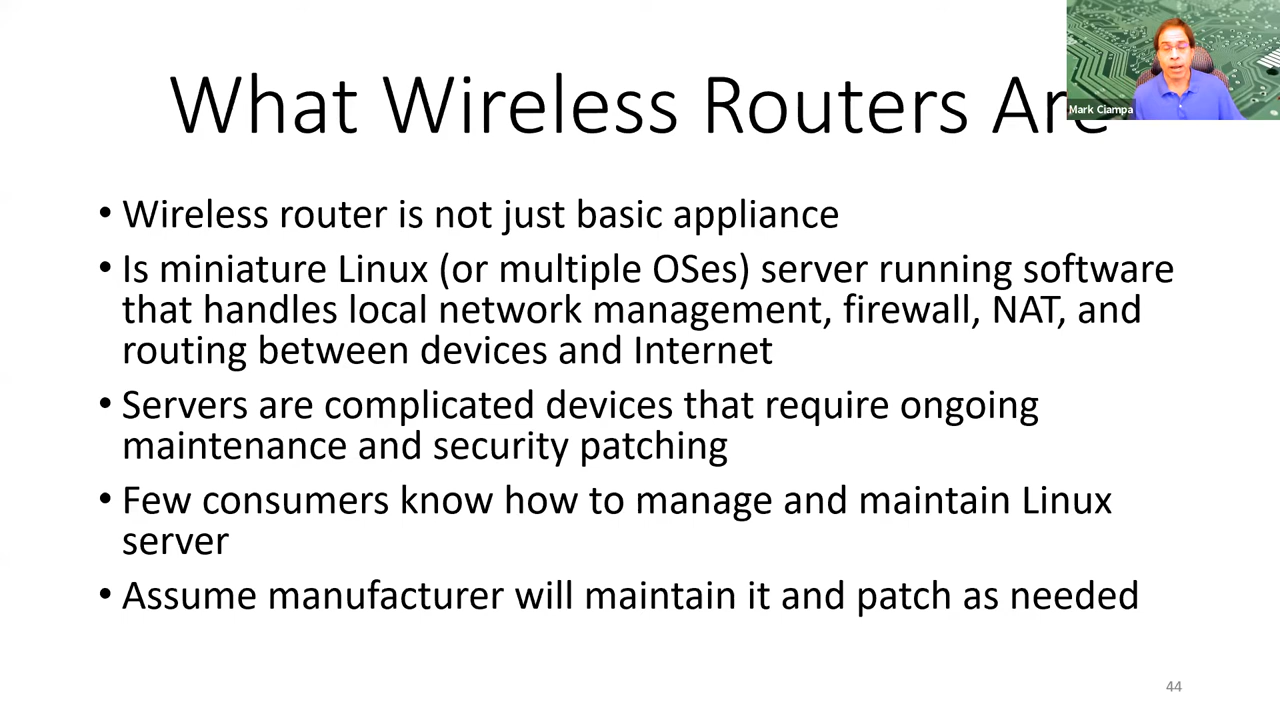 What Wireless Routers Are
Mark Ciampa
• Wireless router is not just basic appliance
• Is miniature Linux (or multiple OSes) server running software
that handles local network management, firewall, NAT, and
routing between devices and Internet
• Servers are complicated devices that require ongoing
maintenance and security patching
• Few consumers know how to manage and maintain Linux
server
• Assume manufacturer will maintain it and patch as needed
44